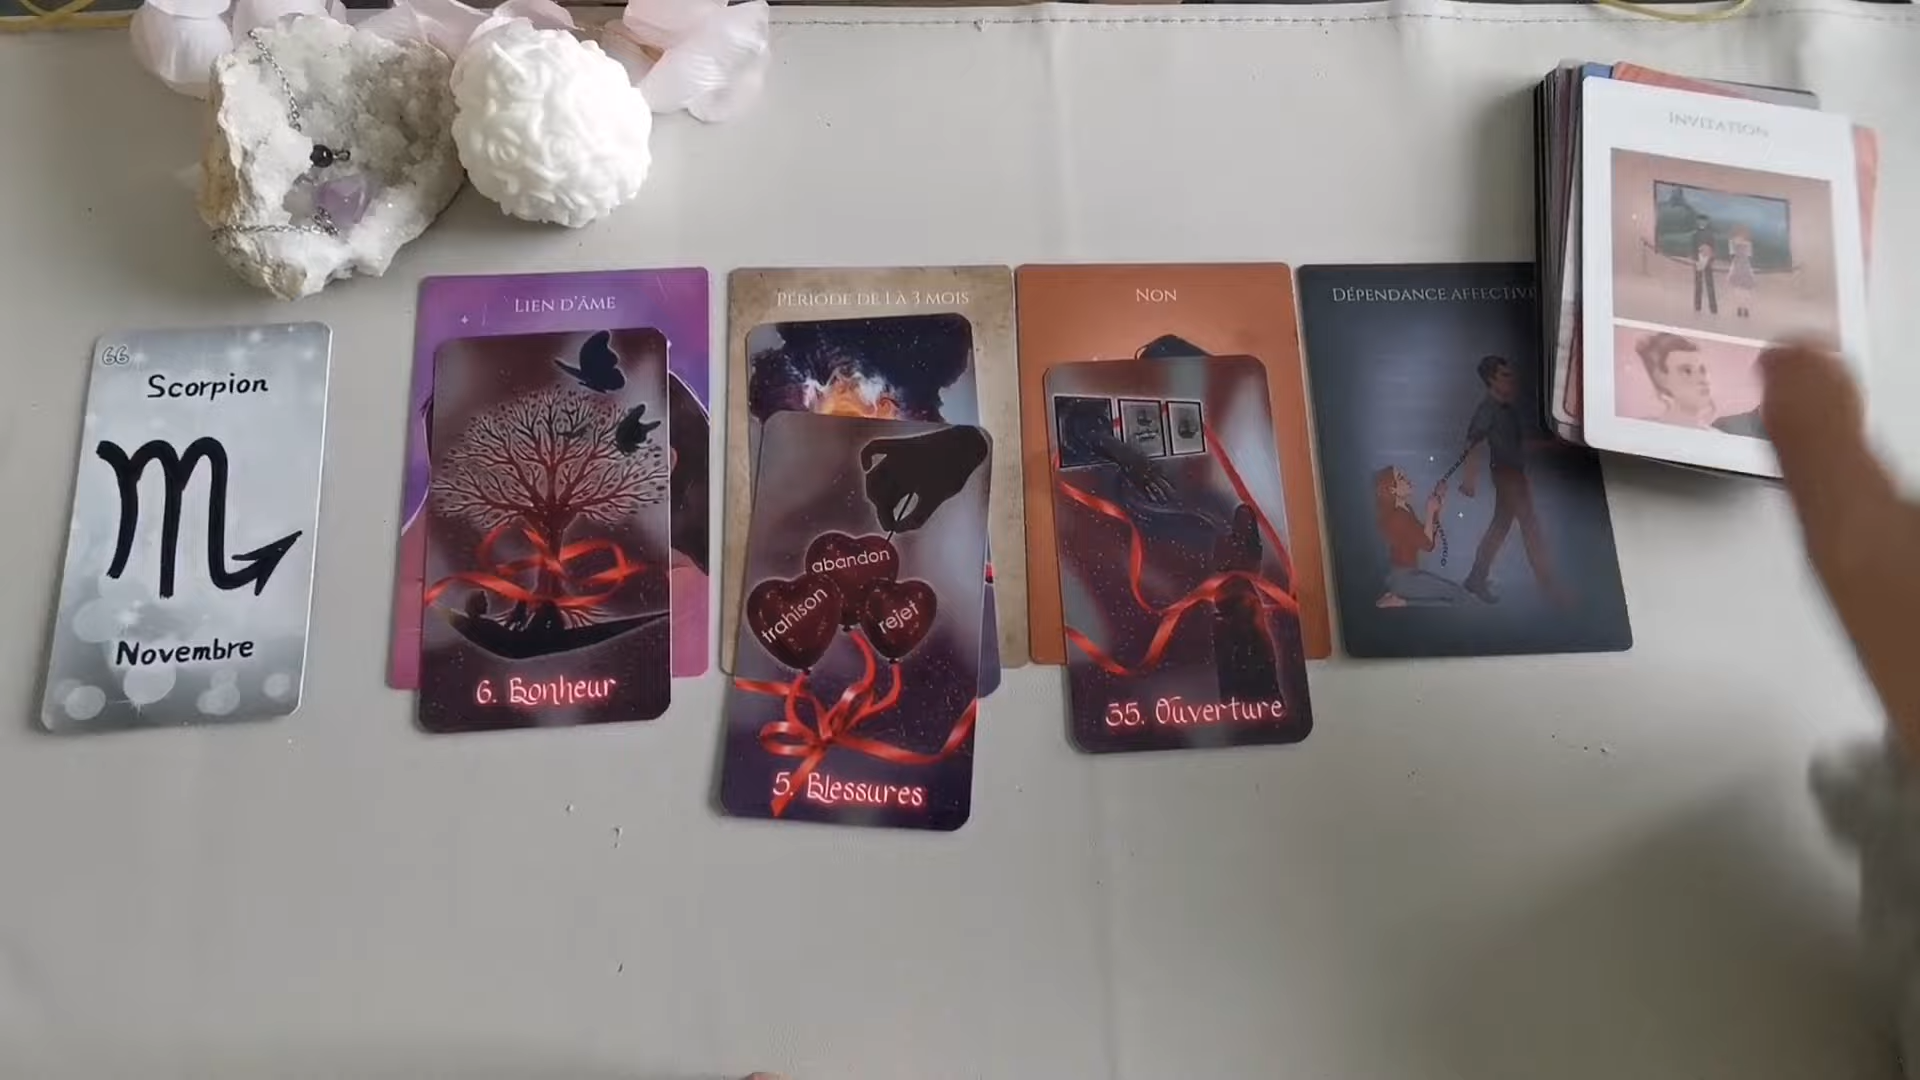 66
Scorpion
Novembre
LIEN D'ÂME
6. Bonheur
PÉRIODE DE 1 À 3 MOIS
abandon
trahison
rejet
5. Blessures
NON
35. Ouverture
DÉPENDANCE AFFECTIVE
INVITATION